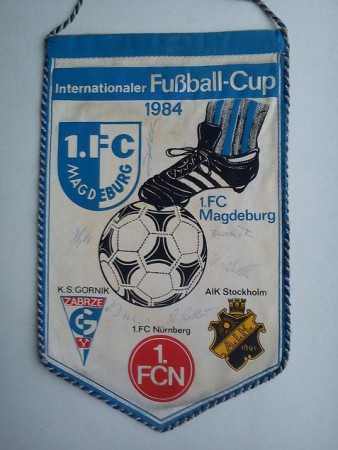 Internationaler Fußball-Cup
1984
1.FC
MAGDEBURG
1.FC
Magdeburg
K.S. GORNIK
ZABRZE
G
AIK Stockholm
A.I.K.
1891
1.FC Nürnberg
1.
FCN